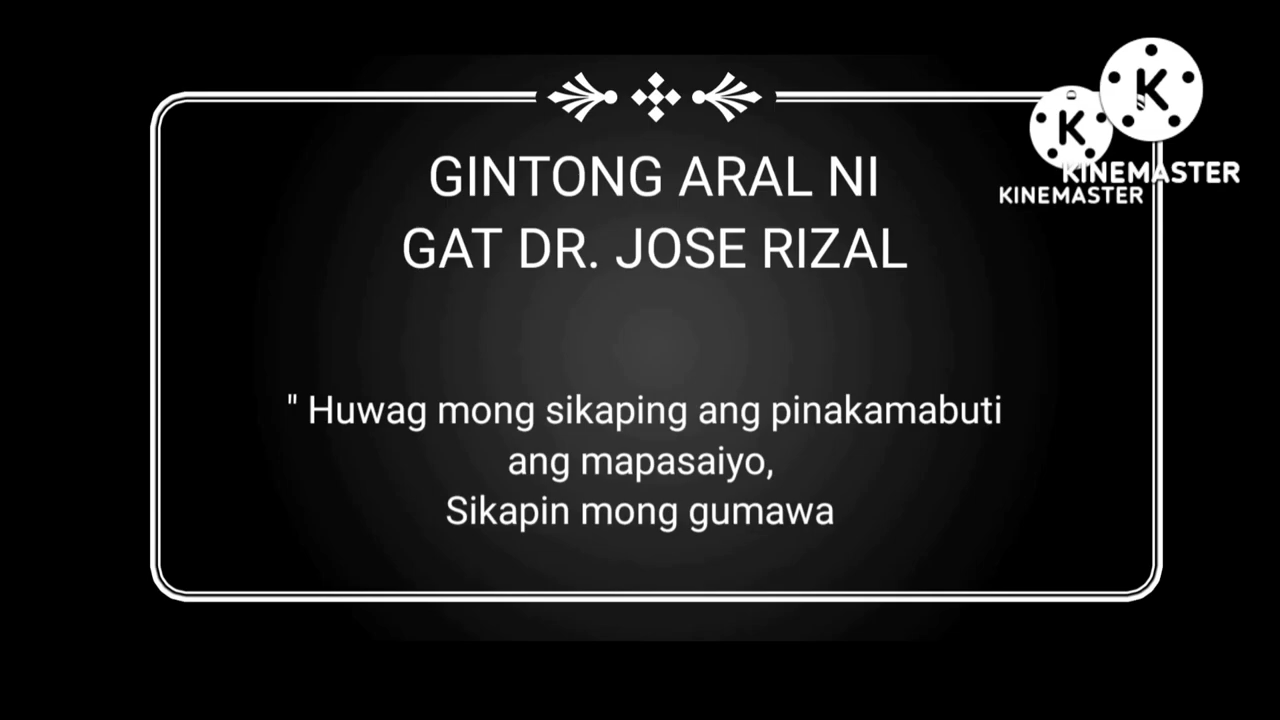 GINTONG ARAL NI
GAT DR. JOSE RIZAL
" Huwag mong sikaping ang pinakamabuti
ang mapasaiyo,
Sikapin mong gumawa
K
KINEMASTER
K
KINEMASTER